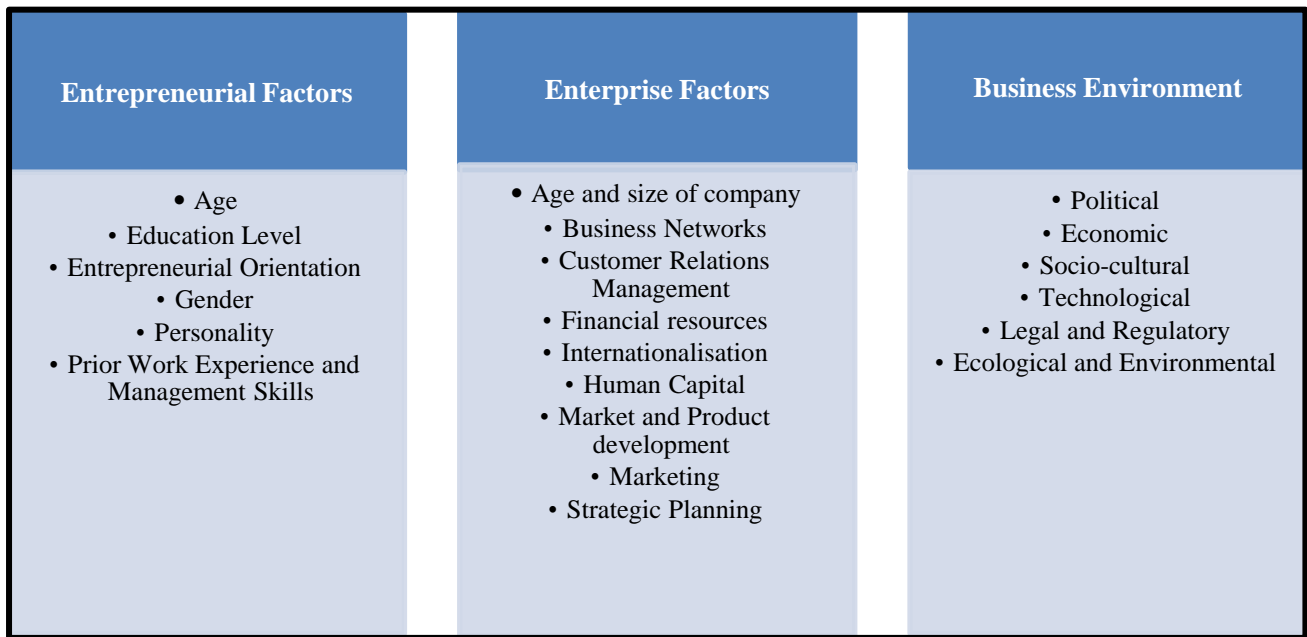 Entrepreneurial Factors
• Age
• Education Level
• Entrepreneurial Orientation
• Gender
• Personality
• Prior Work Experience and
Management Skills
Enterprise Factors
• Age and size of company
• Business Networks
• Customer Relations
Management
• Financial resources
• Internationalisation
• Human Capital
• Market and Product
development
• Marketing
• Strategic Planning
Business Environment
• Political
• Economic
• Socio-cultural
• Technological
• Legal and Regulatory
• Ecological and Environmental